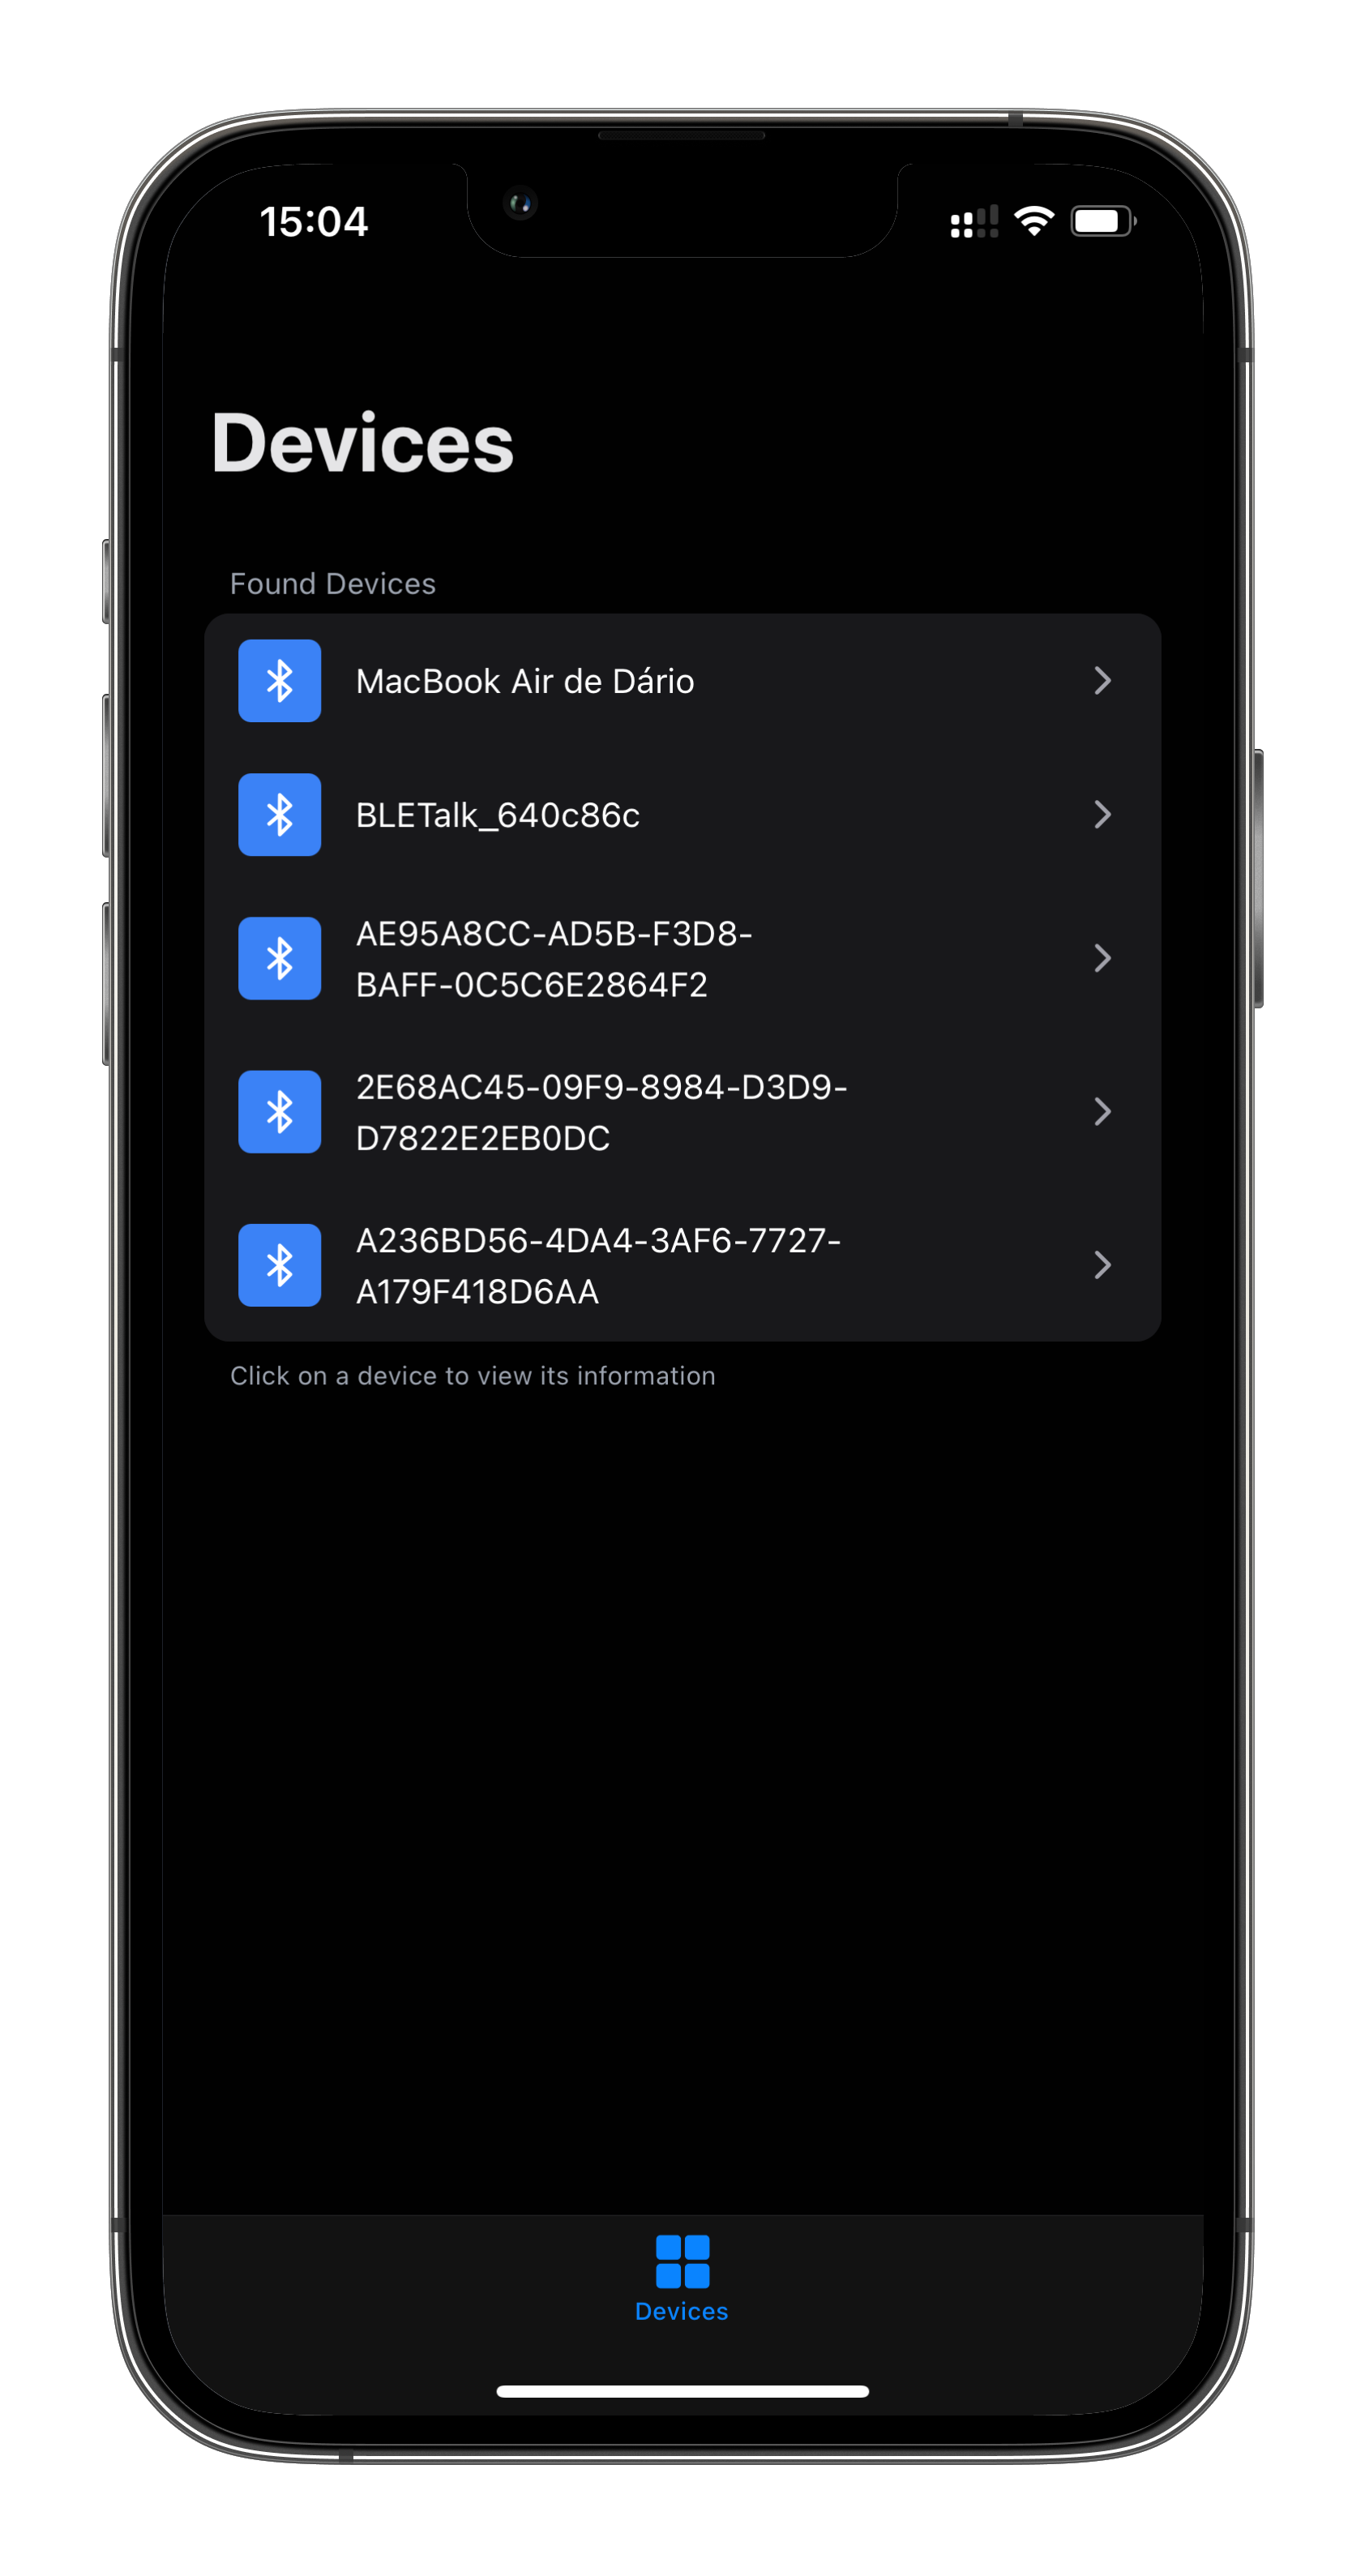 15:04
Devices
Found Devices
MacBook Air de Dário
BLETalk_640c86c
AE95A8CC-AD5B-F3D8-
BAFF-0C5C6E2864F2
2E68AC45-09F9-8984-D3D9-
D7822E2EB0DC
A236BD56-4DA4-3AF6-7727-
A179F418D6AA
Click on a device to view its information
Devices